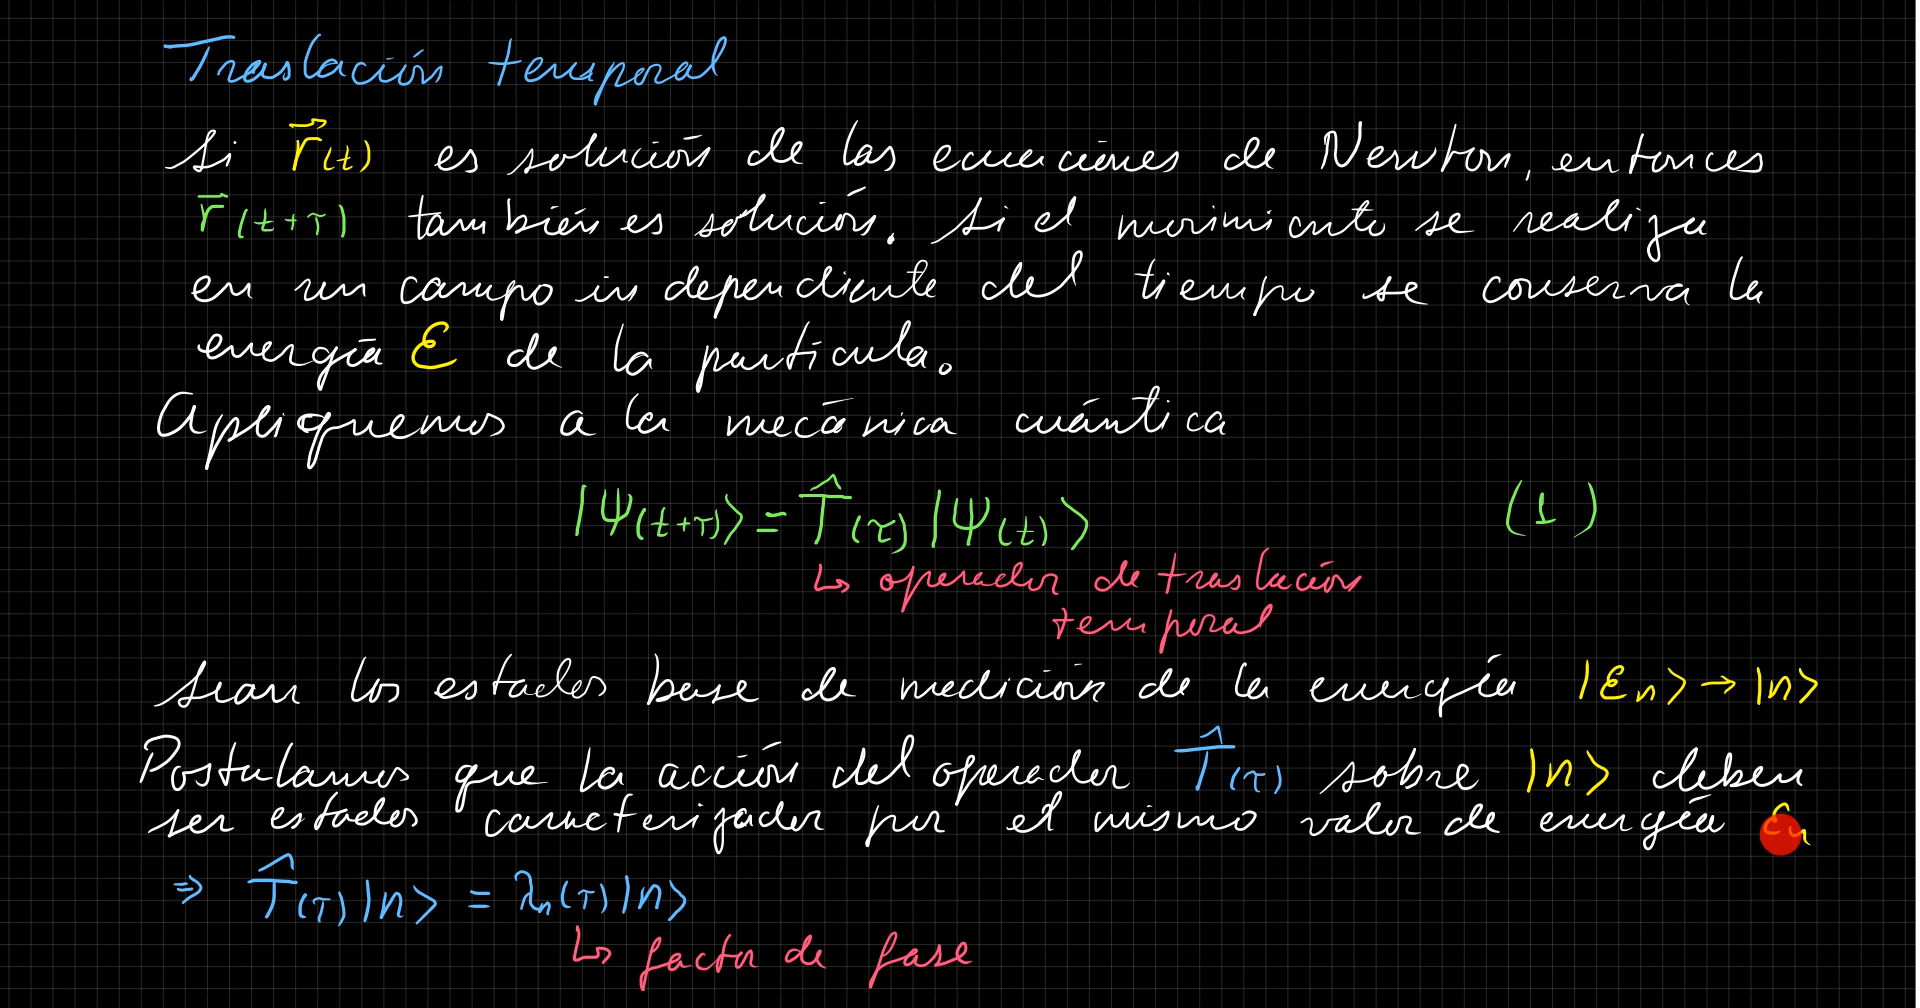 Traslación temporal
Si r⃗(t) es solución de las ecuaciones de Newton, entonces
r⃗(t+τ) también es solución. Si el movimiento se realiza
en un campo independiente del tiempo se conserva la
energía ℰ de la partícula.
Apliquemos a la mecánica cuántica
|Ψ(t+τ)⟩ = T̂(τ) |Ψ(t)⟩ (1)
↳ operador de traslación
temporal
Sean los estados base de medición de la energía |ℰn⟩ → |n⟩
Postulamos que la acción del operador T̂(τ) sobre |n⟩ deben
ser estados caracterizados por el mismo valor de energía ℰn
⇒ T̂(τ)|n⟩ = λn(τ)|n⟩
↳ factor de fase